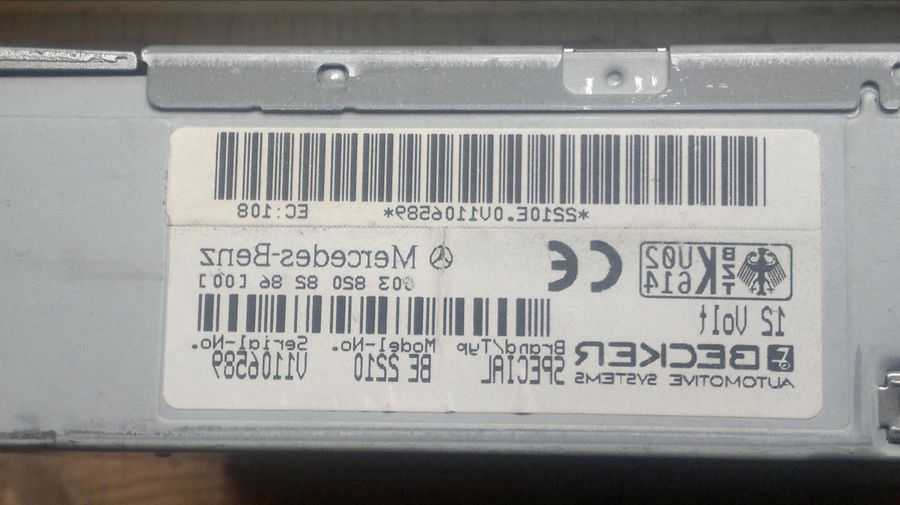 *2210E.0V1106589* EC:108
BZT KU02 K614
CE
Mercedes-Benz
003 820 82 86 [00]
12 Volt
BECKER
AUTOMOTIVE SYSTEMS
Brand/Typ Model-No. Serial-No.
SPECIAL BE 2210 V1106589